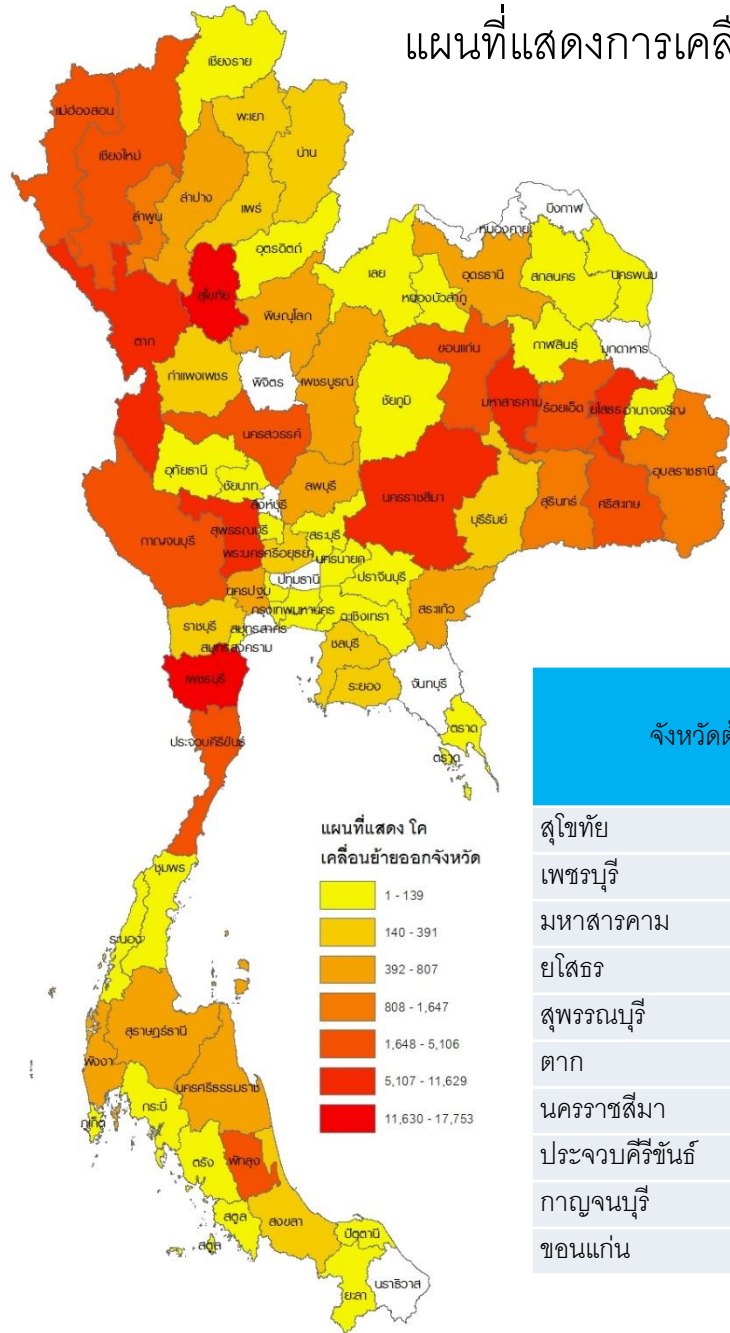 แผนที่แสดงการเคลื่
เชียงราย
แม่ฮ่องสอน
พะเยา
น่าน
เชียงใหม่
ลำปาง
แพร่
ลำพูน
บึงกาฬ
หนองคาย
อุตรดิตถ์
เลย
อุดรธานี
สกลนคร
นครพนม
หนองบัวลำภู
สุโขทัย
พิษณุโลก
ตาก
ขอนแก่น
กาฬสินธุ์
มุกดาหาร
กำแพงเพชร
พิจิตร
เพชรบูรณ์
ชัยภูมิ
มหาสารคาม
ร้อยเอ็ด
ยโสธร
อำนาจเจริญ
นครสวรรค์
อุทัยธานี
ชัยนาท
ลพบุรี
นครราชสีมา
บุรีรัมย์
สุรินทร์
ศรีสะเกษ
อุบลราชธานี
สิงห์บุรี
กาญจนบุรี
สุพรรณบุรี
สระบุรี
พระนครศรีอยุธยา
นครนายก
ปราจีนบุรี
ปทุมธานี
นครปฐม
กรุงเทพมหานคร
ฉะเชิงเทรา
สระแก้ว
ราชบุรี
สมุทรสาคร
สมุทรสงคราม
ชลบุรี
เพชรบุรี
ระยอง
จันทบุรี
ตราด
ตราด
ประจวบคีรีขันธ์
แผนที่แสดง โค
เคลื่อนย้ายออกจังหวัด
1 - 139
140 - 391
392 - 807
808 - 1,647
1,648 - 5,106
5,107 - 11,629
11,630 - 17,753
ชุมพร
ระนอง
สุราษฎร์ธานี
พังงา
นครศรีธรรมราช
กระบี่
ภูเก็ต
ตรัง
พัทลุง
สตูล
สตูล
สงขลา
ปัตตานี
ยะลา
นราธิวาส
จังหวัดต้
สุโขทัย
เพชรบุรี
มหาสารคาม
ยโสธร
สุพรรณบุรี
ตาก
นครราชสีมา
ประจวบคีรีขันธ์
กาญจนบุรี
ขอนแก่น